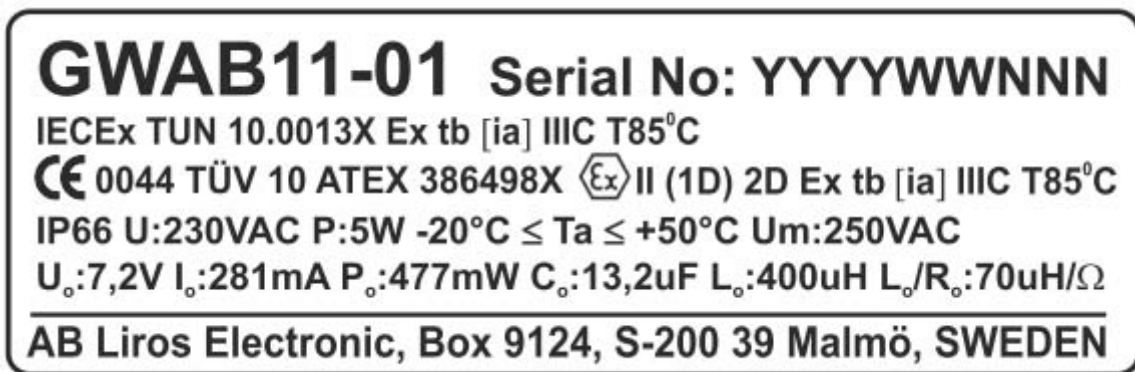 GWAB11-01 Serial No: YYYYWWNNN
IECEx TUN 10.0013X Ex tb [ia] IIIC T85⁰C
CE 0044 TÜV 10 ATEX 386498X Ex II (1D) 2D Ex tb [ia] IIIC T85⁰C
IP66 U:230VAC P:5W -20°C ≤ Ta ≤ +50°C Um:250VAC
Uₒ:7,2V Iₒ:281mA Pₒ:477mW Cₒ:13,2uF Lₒ:400uH Lₒ/Rₒ:70uH/Ω
AB Liros Electronic, Box 9124, S-200 39 Malmö, SWEDEN